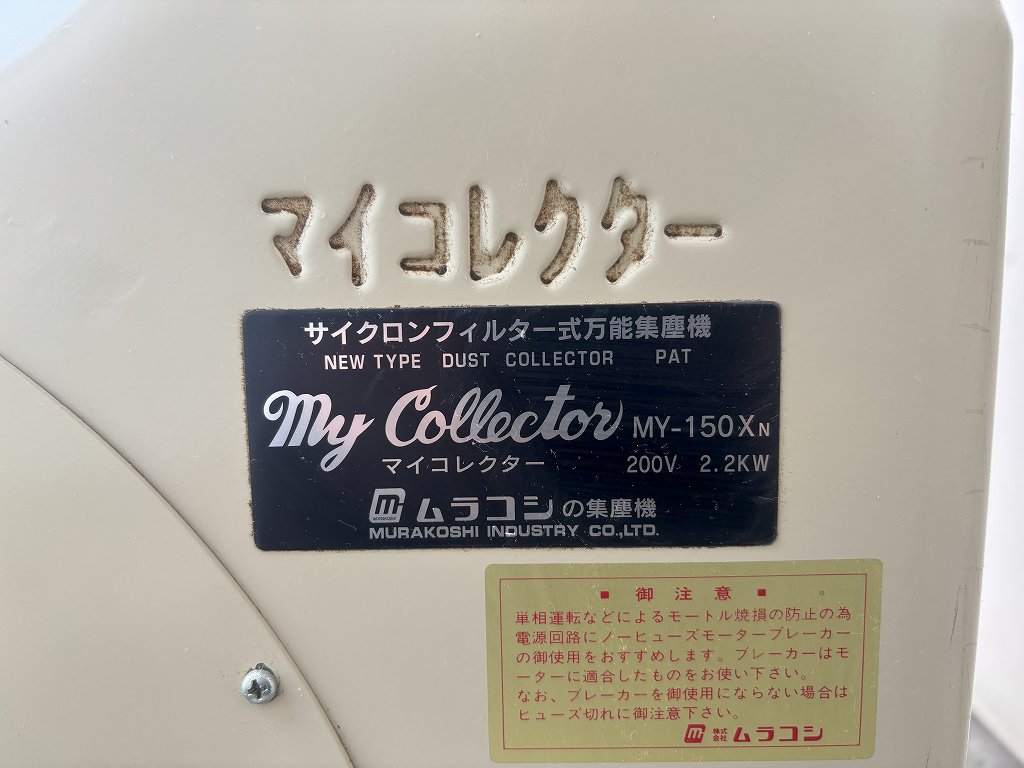 マイコレクター
サイクロンフィルター式万能集塵機
NEW TYPE DUST COLLECTOR PAT
My Collector MY-150XN
マイコレクター 200V 2.2KW
m ムラコシの集塵機
MURAKOSHI INDUSTRY CO.,LTD.
■ 御注意 ■
単相運転などによるモートル焼損の防止の為
電源回路にノーヒューズモーターブレーカー
の御使用をおすすめします。ブレーカーはモ
ーターに適合したものをお使い下さい。
なお、ブレーカーを御使用にならない場合は
ヒューズ切れに御注意下さい。
m 株式会社 ムラコシ